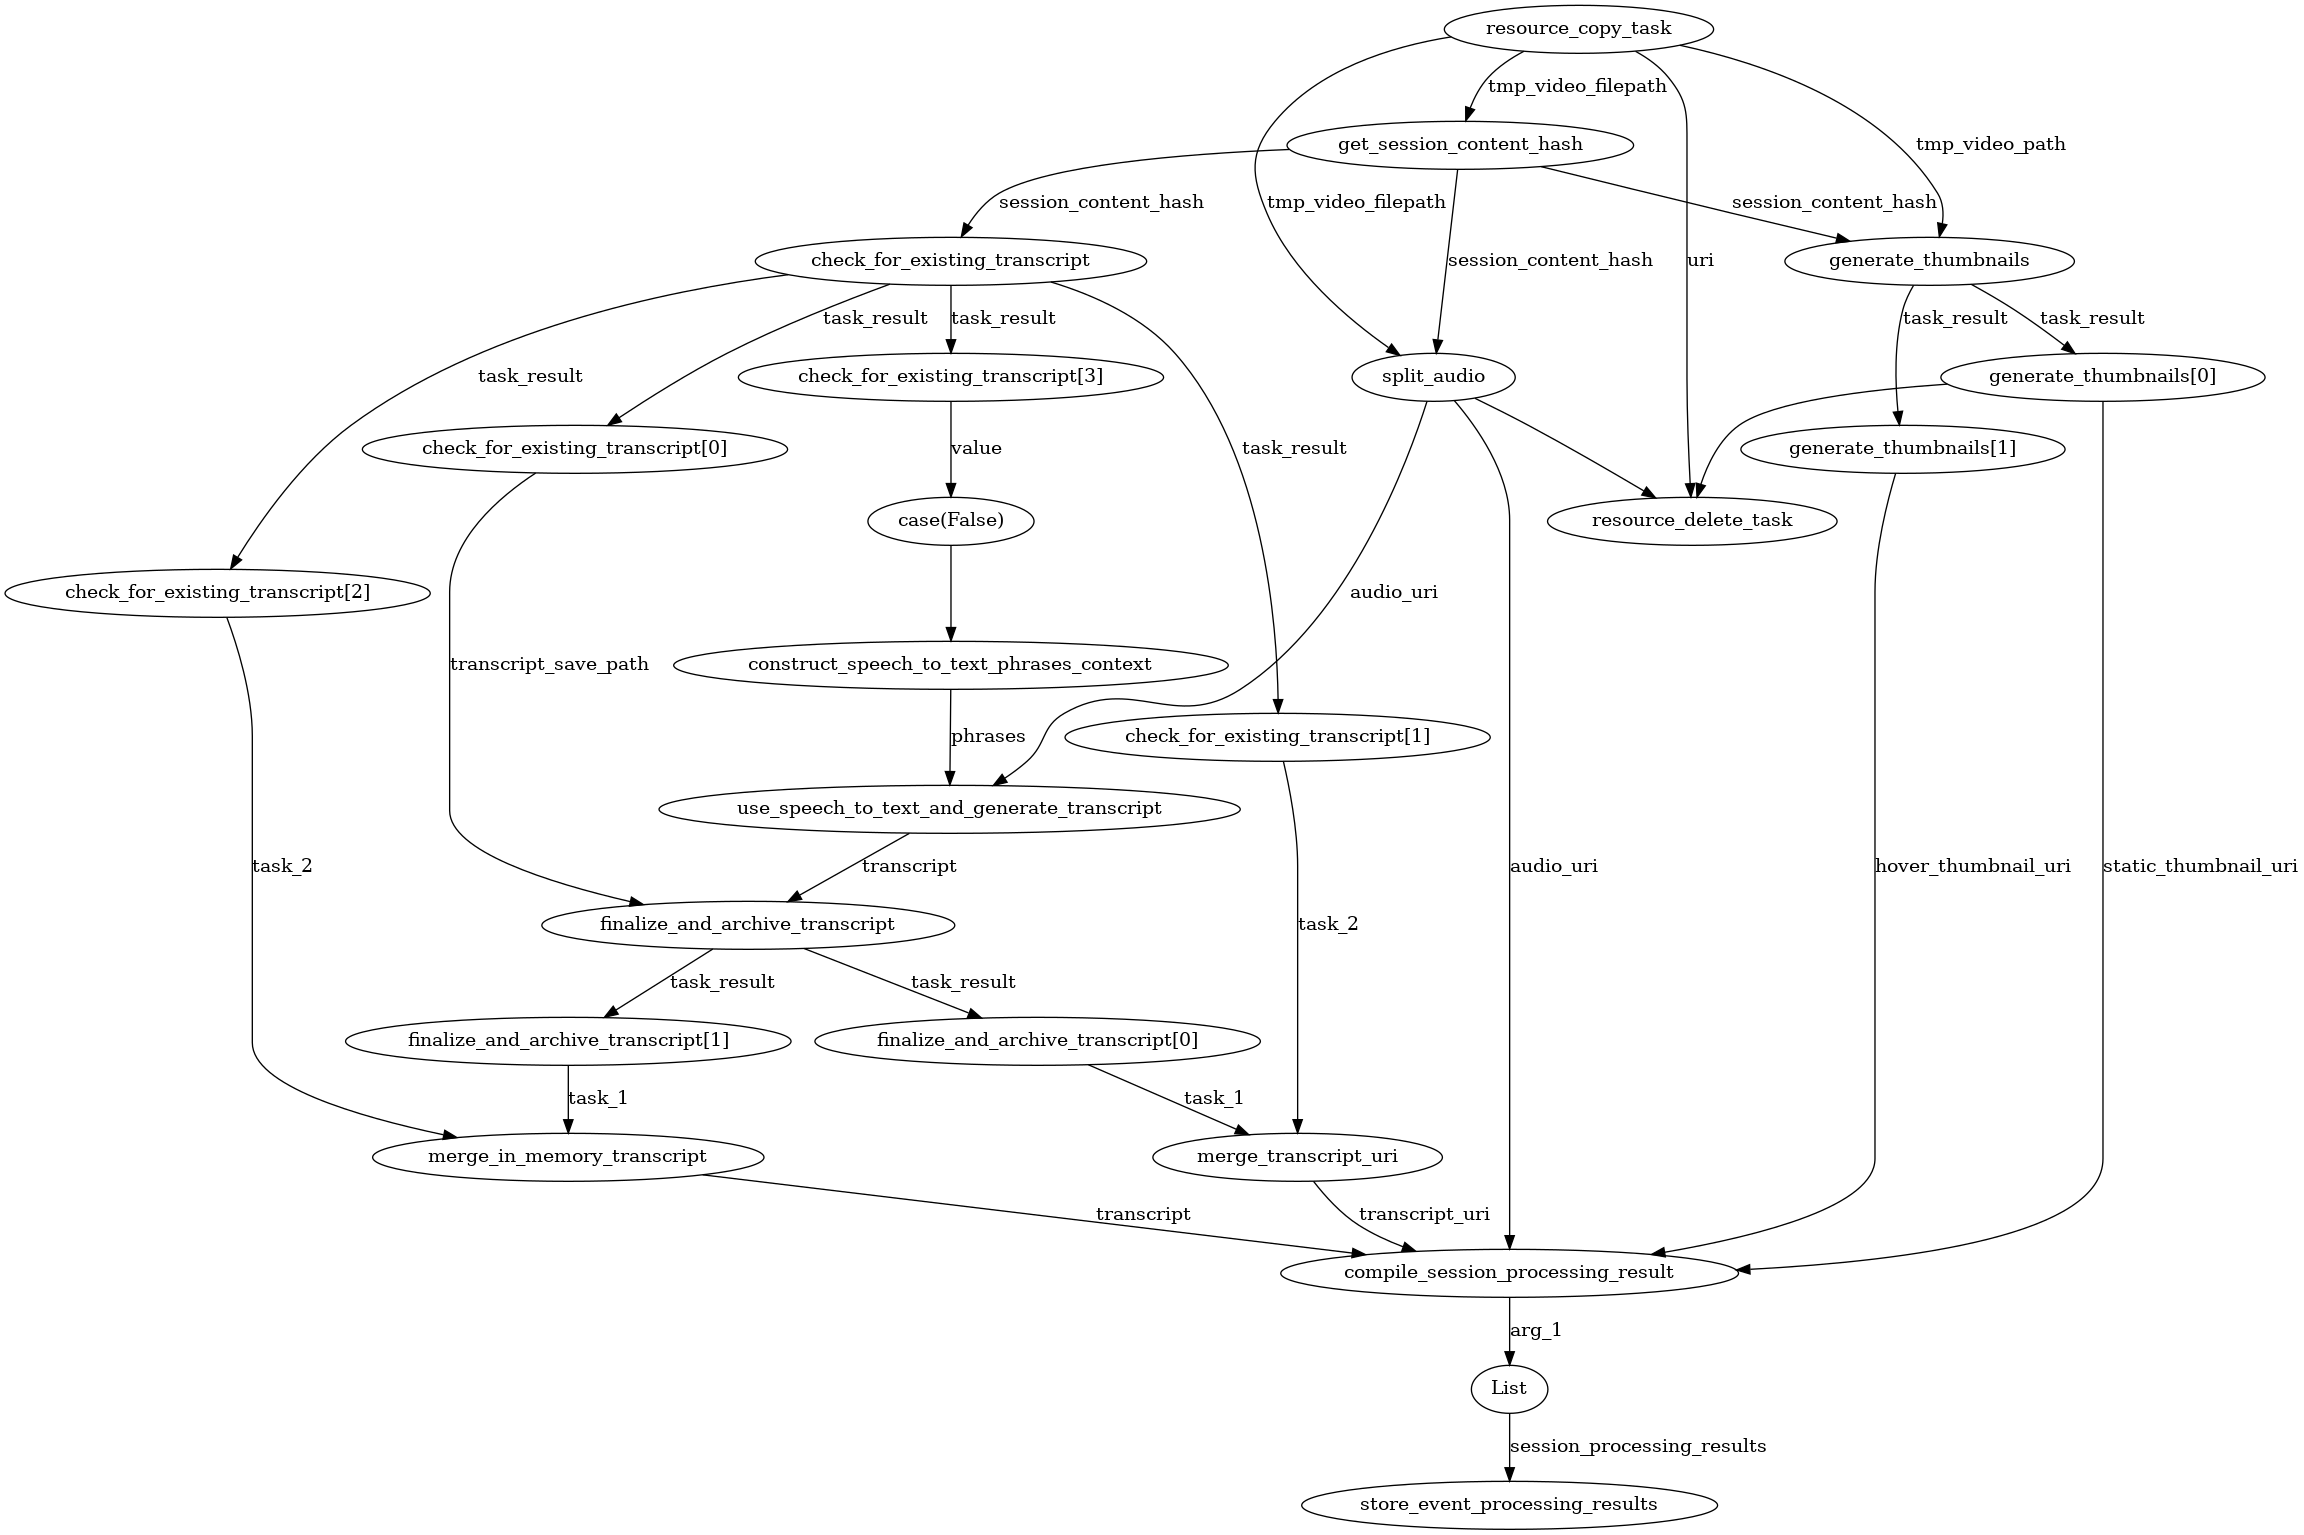 resource_copy_task
tmp_video_filepath
get_session_content_hash
tmp_video_path
session_content_hash
tmp_video_filepath
session_content_hash
check_for_existing_transcript
session_content_hash
uri
generate_thumbnails
task_result
task_result
task_result
task_result
task_result
check_for_existing_transcript[3]
split_audio
generate_thumbnails[0]
check_for_existing_transcript[0]
value
task_result
generate_thumbnails[1]
case(False)
resource_delete_task
check_for_existing_transcript[2]
audio_uri
transcript_save_path
construct_speech_to_text_phrases_context
phrases
check_for_existing_transcript[1]
use_speech_to_text_and_generate_transcript
task_2
transcript
audio_uri
hover_thumbnail_uri
static_thumbnail_uri
finalize_and_archive_transcript
task_2
task_result
task_result
finalize_and_archive_transcript[1]
finalize_and_archive_transcript[0]
task_1
task_1
merge_in_memory_transcript
merge_transcript_uri
transcript
transcript_uri
compile_session_processing_result
arg_1
List
session_processing_results
store_event_processing_results